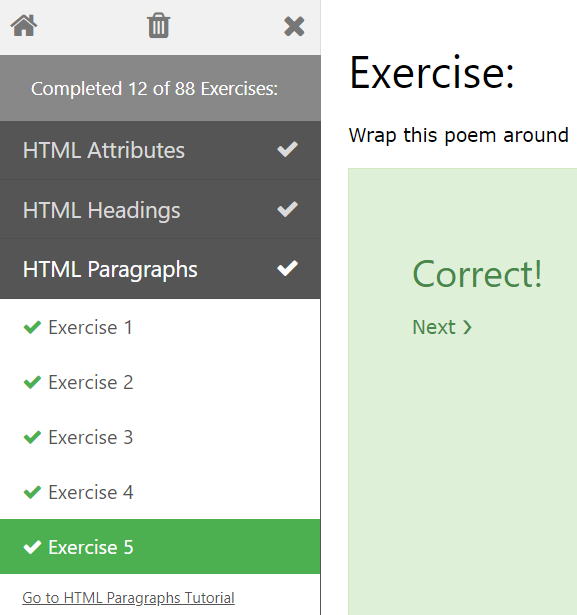 Completed 12 of 88 Exercises:
HTML Attributes
HTML Headings
HTML Paragraphs
Exercise 1
Exercise 2
Exercise 3
Exercise 4
Exercise 5
Go to HTML Paragraphs Tutorial
Exercise:
Wrap this poem around
Correct!
Next ❯